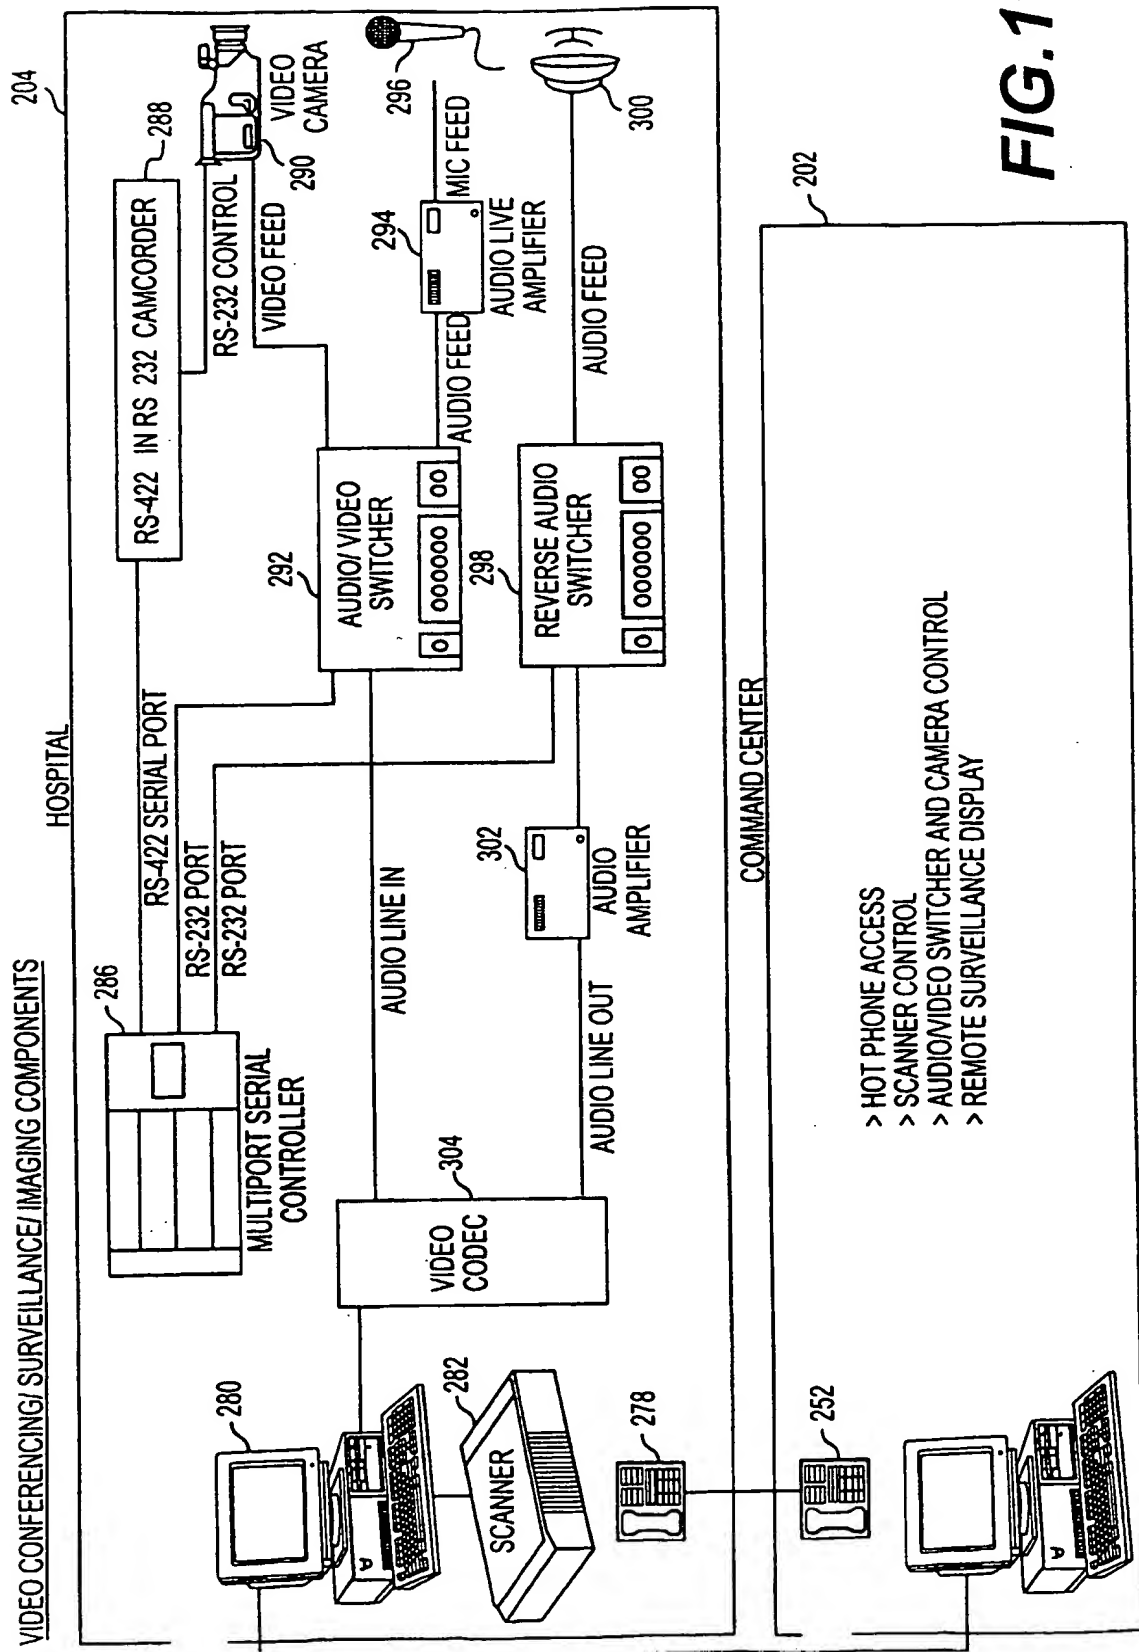 VIDEO CONFERENCING/ SURVEILLANCE/ IMAGING COMPONENTS
HOSPITAL
204
286
MULTIPORT SERIAL
CONTROLLER
RS-422 SERIAL PORT
RS-232 PORT
RS-232 PORT
288
RS-422 IN RS 232 CAMCORDER
RS-232 CONTROL
VIDEO FEED
290
VIDEO
CAMERA
292
AUDIO/ VIDEO
SWITCHER
AUDIO FEED
294
AUDIO LIVE
AMPLIFIER
MIC FEED
296
298
REVERSE AUDIO
SWITCHER
AUDIO FEED
300
280
AUDIO LINE IN
304
VIDEO
CODEC
AUDIO LINE OUT
302
AUDIO
AMPLIFIER
282
SCANNER
278
COMMAND CENTER
202
252
> HOT PHONE ACCESS
> SCANNER CONTROL
> AUDIO/VIDEO SWITCHER AND CAMERA CONTROL
> REMOTE SURVEILLANCE DISPLAY
FIG.1